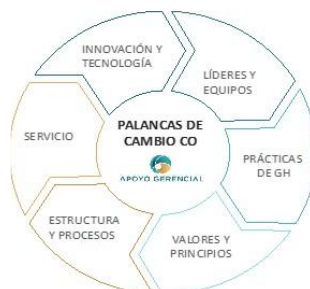 INNOVACIÓN Y
TECNOLOGÍA
LÍDERES Y
EQUIPOS
PRÁCTICAS
DE GH
VALORES Y
PRINCIPIOS
ESTRUCTURA
Y PROCESOS
SERVICIO
PALANCAS DE
CAMBIO CO
APOYO GERENCIAL